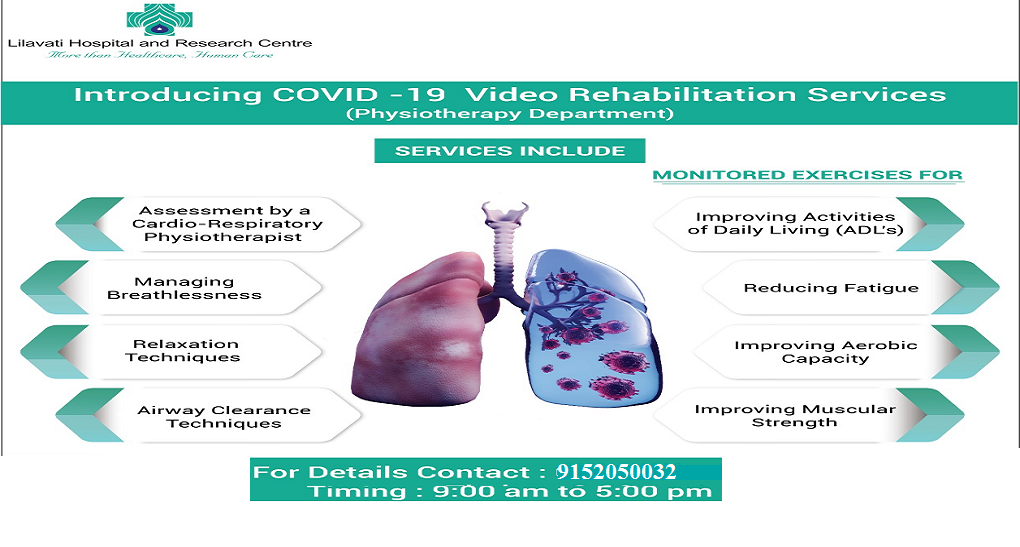 Lilavati Hospital and Research Centre
More than Healthcare, Human Care
Introducing COVID -19 Video Rehabilitation Services
(Physiotherapy Department)
SERVICES INCLUDE
MONITORED EXERCISES FOR
Assessment by a
Cardio-Respiratory
Physiotherapist
Managing
Breathlessness
Relaxation
Techniques
Airway Clearance
Techniques
Improving Activities
of Daily Living (ADL's)
Reducing Fatigue
Improving Aerobic
Capacity
Improving Muscular
Strength
For Details Contact : 9152050032
Timing : 9:00 am to 5:00 pm